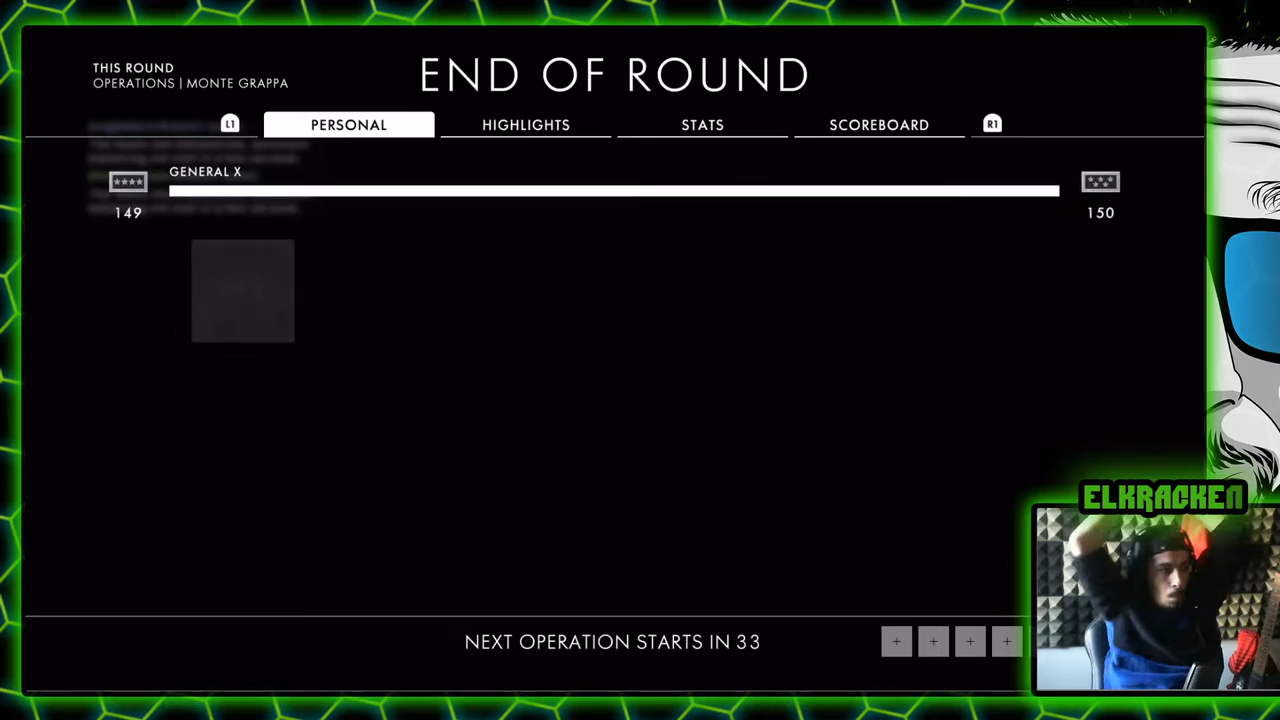 THIS ROUND
OPERATIONS | MONTE GRAPPA
END OF ROUND
L1
PERSONAL
HIGHLIGHTS
STATS
SCOREBOARD
R1
GENERAL X
149
150
ELKRACKEN
NEXT OPERATION STARTS IN 33
+ + + +